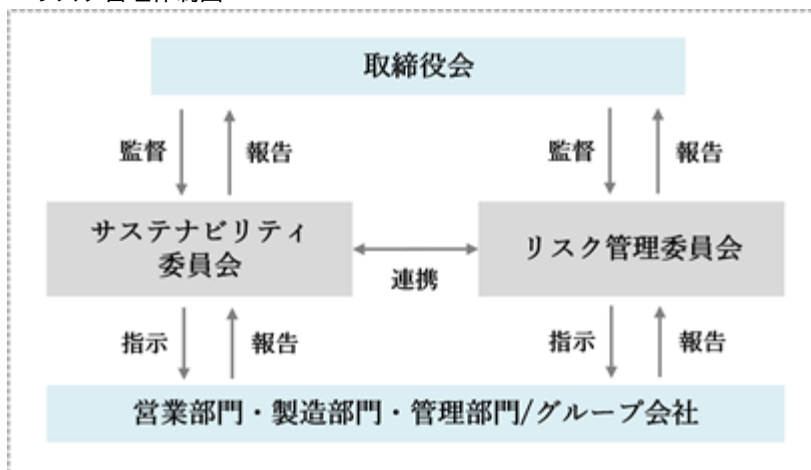 取締役会
監督
報告
監督
報告
サステナビリティ
委員会
連携
リスク管理委員会
指示
報告
指示
報告
営業部門・製造部門・管理部門/グループ会社